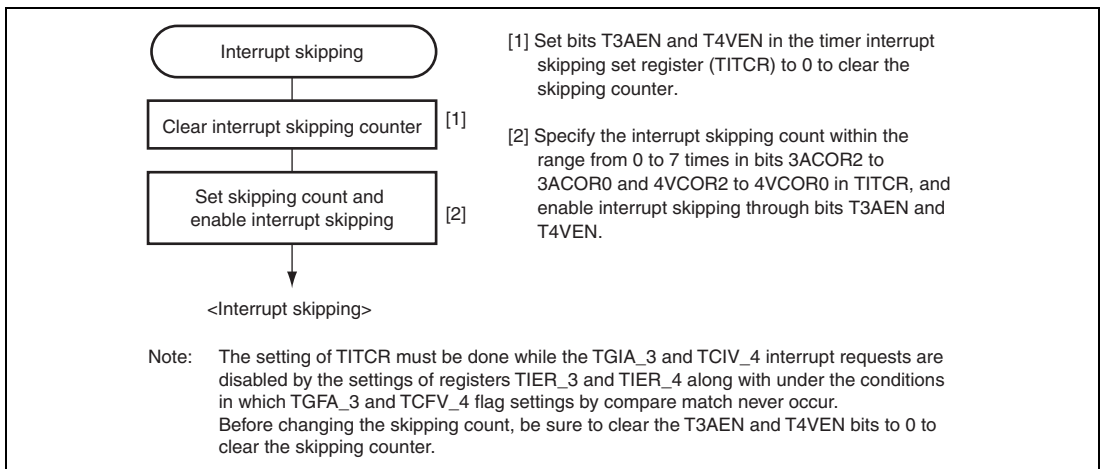 Interrupt skipping
Clear interrupt skipping counter
[1]
Set skipping count and
enable interrupt skipping
[2]
<Interrupt skipping>
[1] Set bits T3AEN and T4VEN in the timer interrupt
skipping set register (TITCR) to 0 to clear the
skipping counter.
[2] Specify the interrupt skipping count within the
range from 0 to 7 times in bits 3ACOR2 to
3ACOR0 and 4VCOR2 to 4VCOR0 in TITCR, and
enable interrupt skipping through bits T3AEN and
T4VEN.
Note: The setting of TITCR must be done while the TGIA_3 and TCIV_4 interrupt requests are
disabled by the settings of registers TIER_3 and TIER_4 along with under the conditions
in which TGFA_3 and TCFV_4 flag settings by compare match never occur.
Before changing the skipping count, be sure to clear the T3AEN and T4VEN bits to 0 to
clear the skipping counter.